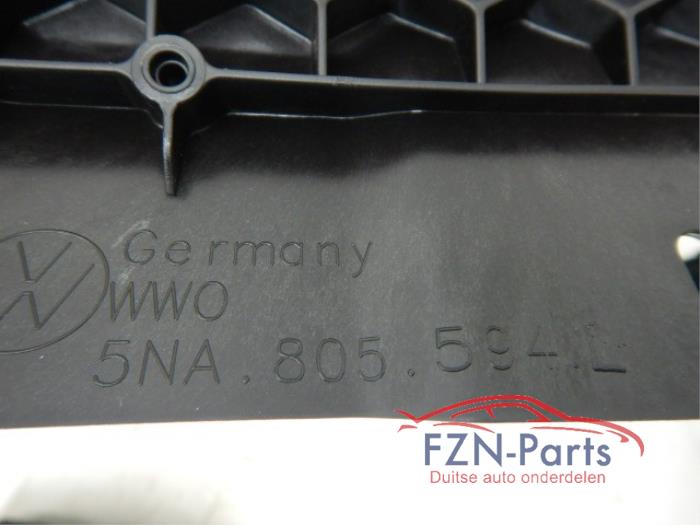 Germany
WWO
5NA.805.594.L
FZN-Parts
Duitse auto onderdelen